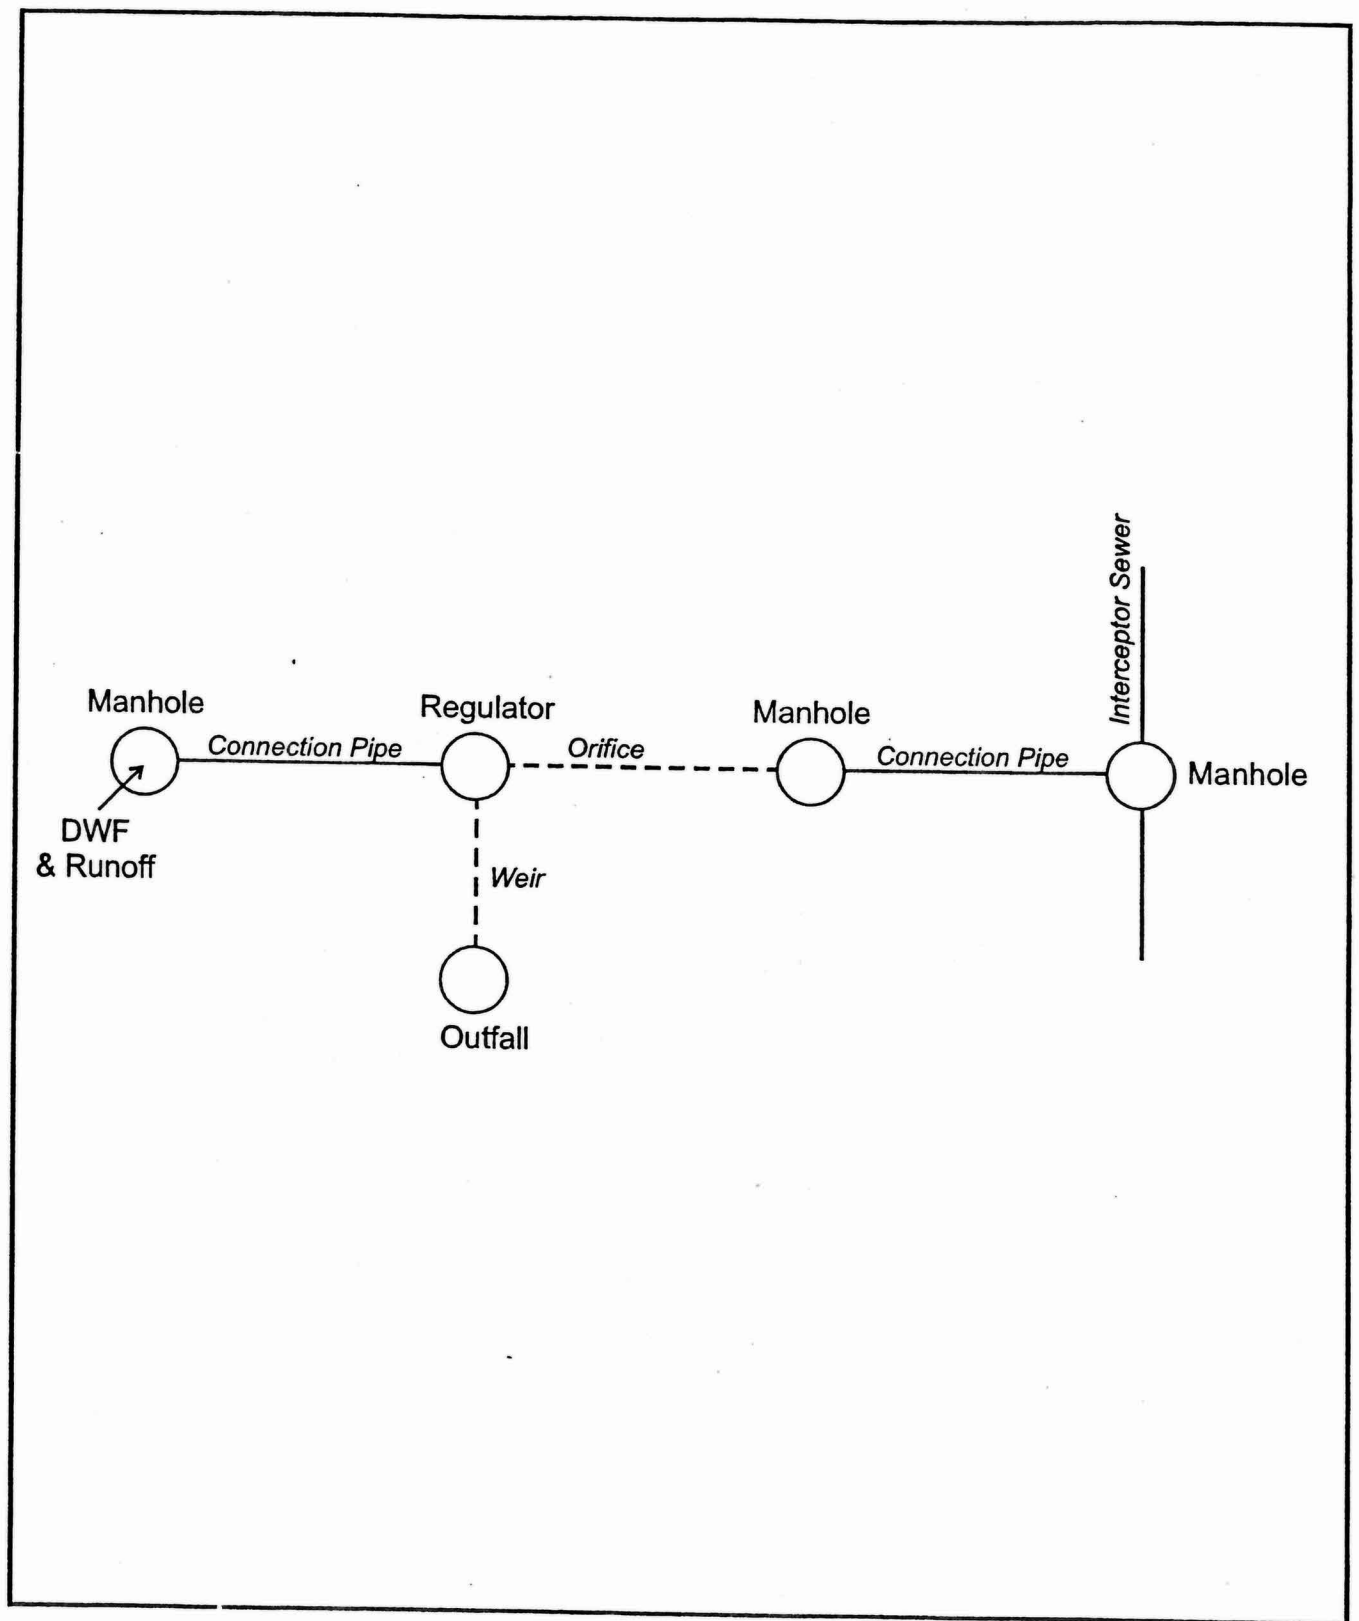 Interceptor Sewer
Manhole
Regulator
Manhole
Connection Pipe
Orifice
Connection Pipe
Manhole
DWF
& Runoff
Weir
Outfall